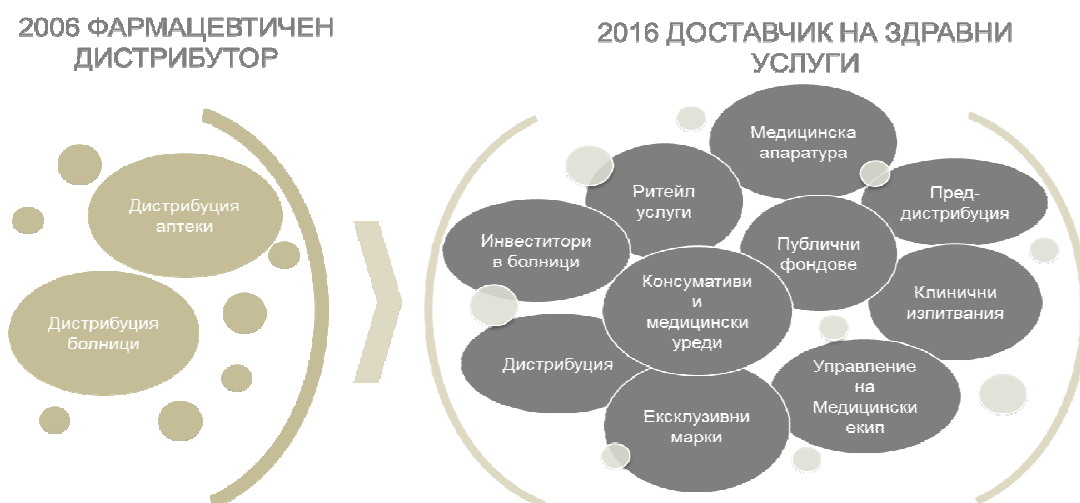 2006 ФАРМАЦЕВТИЧЕН
ДИСТРИБУТОР
Дистрибуция
аптеки
Дистрибуция
болници
2016 ДОСТАВЧИК НА ЗДРАВНИ
УСЛУГИ
Медицинска
апаратура
Ритейл
услуги
Пред-
дистрибуция
Инвеститори
в болници
Публични
фондове
Консумативи
и
медицински
уреди
Клинични
излитвания
Дистрибуция
Управление
на
Медицински
екип
Ексклузивни
марки